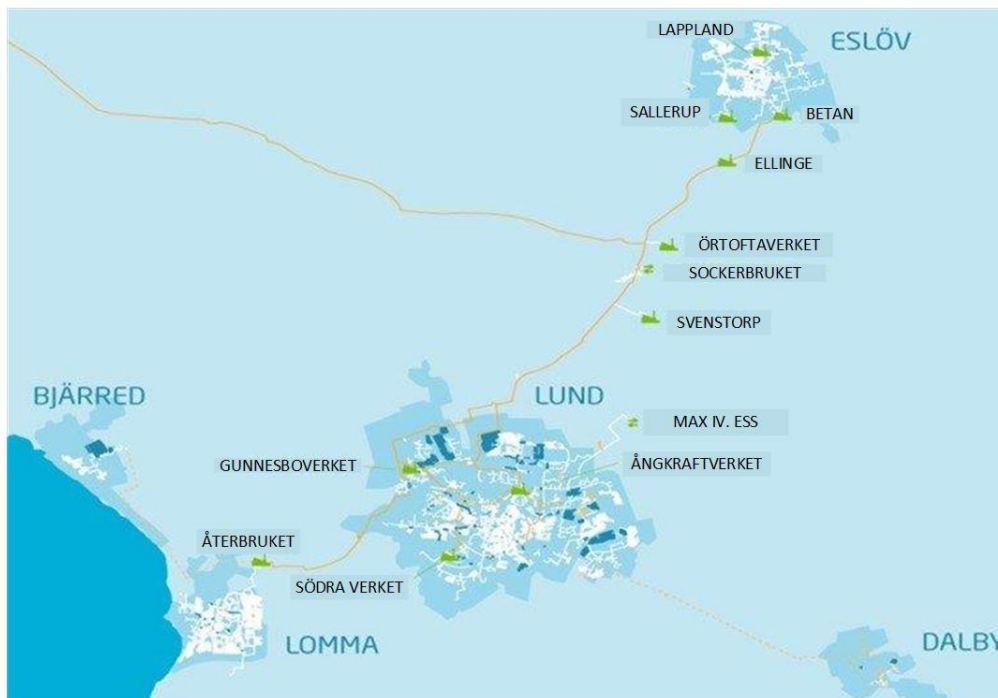 LAPPLAND
ESLÖV
SALLERUP
BETAN
ELLINGE
ÖRTOFTAVERKET
SOCKERBRUKET
SVENSTORP
BJÄRRED
LUND
MAX IV. ESS
GUNNESBOVERKET
ÅNGKRAFTVERKET
ÅTERBRUKET
SÖDRA VERKET
LOMMA
DALBY